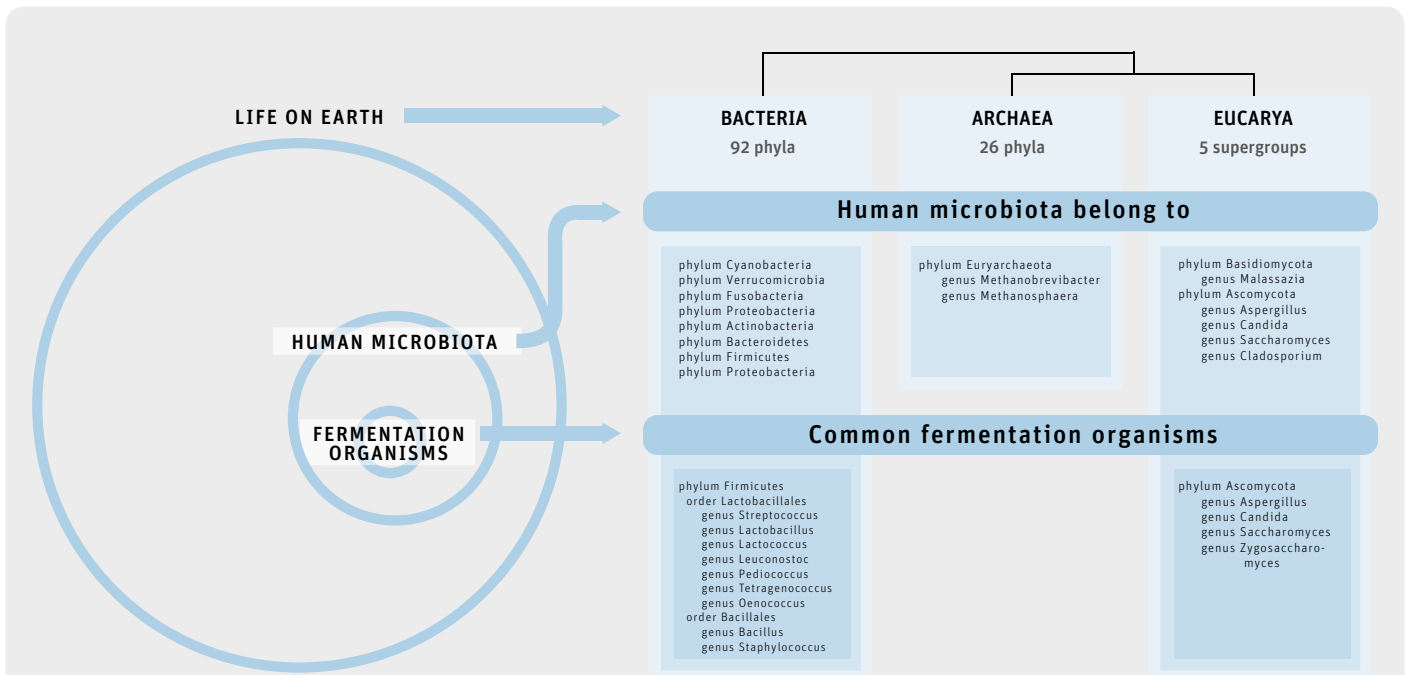 LIFE ON EARTH
BACTERIA
92 phyla
ARCHAEA
26 phyla
EUCARYA
5 supergroups
Human microbiota belong to
phylum Cyanobacteria
phylum Verrucomicrobia
phylum Fusobacteria
phylum Proteobacteria
phylum Actinobacteria
phylum Bacteroidetes
phylum Firmicutes
phylum Proteobacteria
phylum Euryarchaeota
genus Methanobrevibacter
genus Methanosphaera
phylum Basidiomycota
genus Malassazia
phylum Ascomycota
genus Aspergillus
genus Candida
genus Saccharomyces
genus Cladosporium
HUMAN MICROBIOTA
FERMENTATION
ORGANISMS
Common fermentation organisms
phylum Firmicutes
order Lactobacillales
genus Streptococcus
genus Lactobacillus
genus Lactococcus
genus Leuconostoc
genus Pediococcus
genus Tetragenococcus
genus Oenococcus
order Bacillales
genus Bacillus
genus Staphylococcus
phylum Ascomycota
genus Aspergillus
genus Candida
genus Saccharomyces
genus Zygosaccharo-
myces